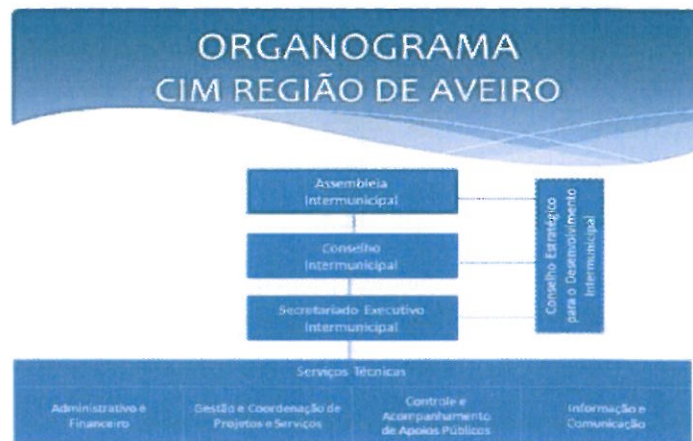 ORGANOGRAMA
CIM REGIÃO DE AVEIRO
Assembleia
Intermunicipal
Conselho
Intermunicipal
Secretariado Executivo
Intermunicipal
Conselho Estratégico
para o Desenvolvimento
Intermunicipal
Serviços Técnicas
Administrativo e
Financeiro
Gestão e Coordenação de
Projetos e Serviços
Controle e
Acompanhamento
de Apoios Públicos
Informação e
Comunicação